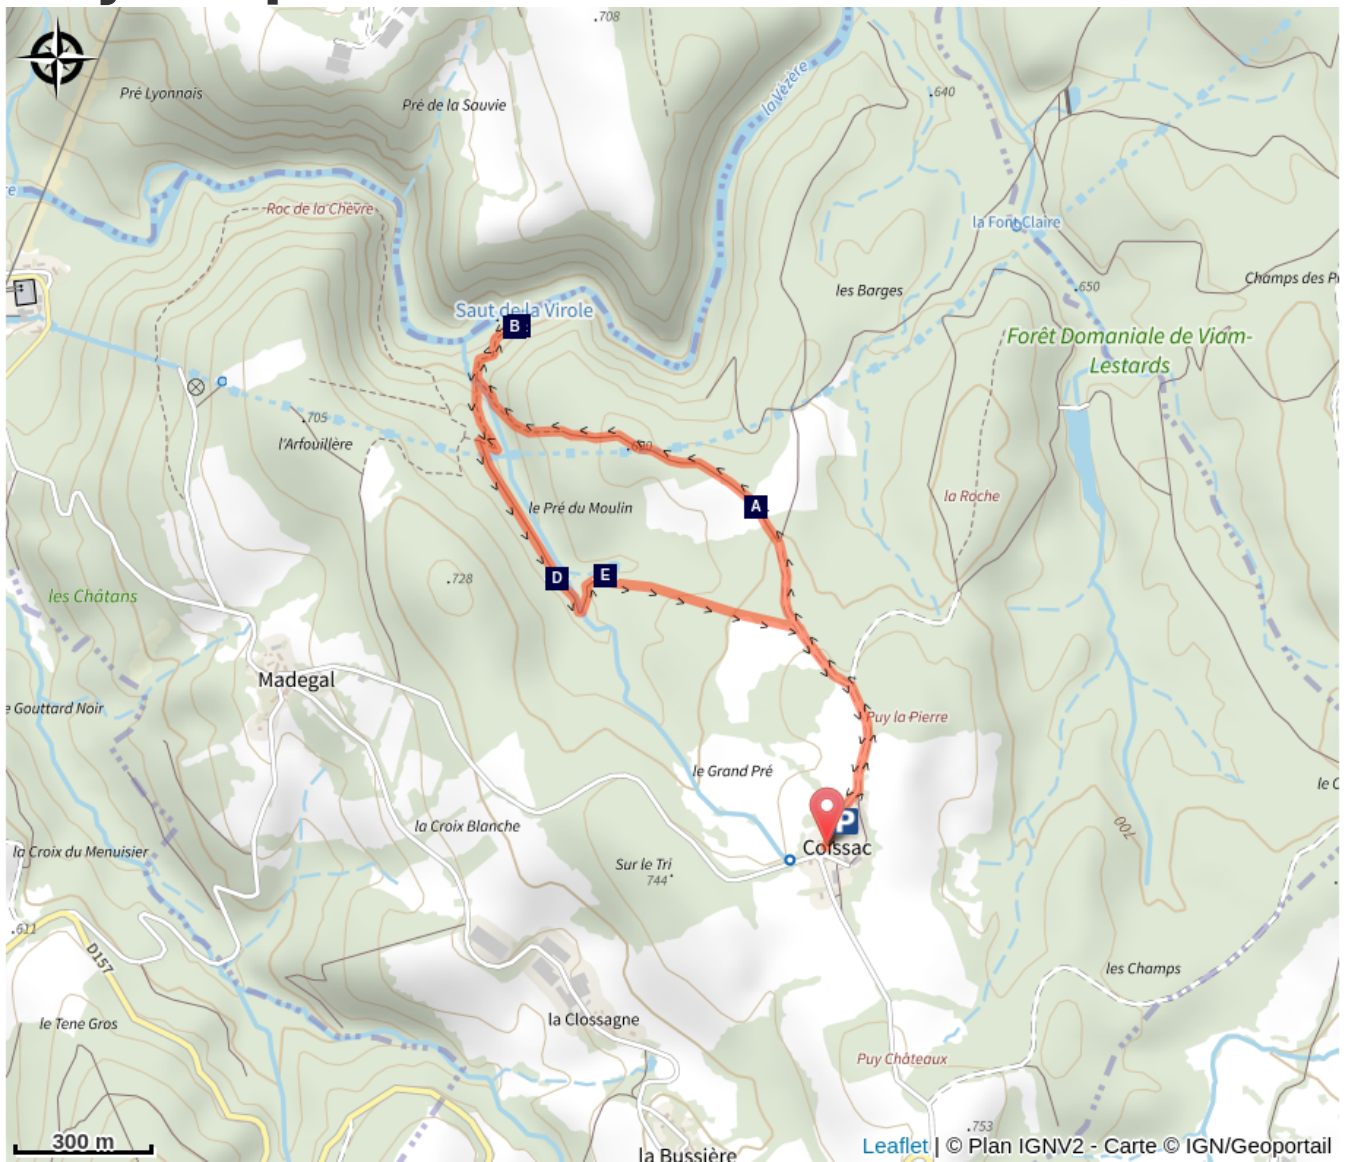 .708
Pré Lyonnais
Pré de la Sauvie
la Vézère
.640
Roc de la Chèvre
la Font Claire
les Barges
.650
Champs des P
Saut de la Virole
B
Forêt Domaniale de Viam-
Lestards
.705
l'Arfouillère
A
la Roche
le Pré du Moulin
.728
D
E
les Châtans
Madegal
e Gouttard Noir
Puy la Pierre
le Grand Pré
le C
700
la Croix Blanche
P
Coissac
la Croix du Menuisier
Sur le Tri
744
.611
D157
les Champs
le Tene Gros
la Clossagne
Puy Châteaux
.753
300 m
la Bussière
Leaflet | © Plan IGNV2 - Carte © IGN/Geoportail